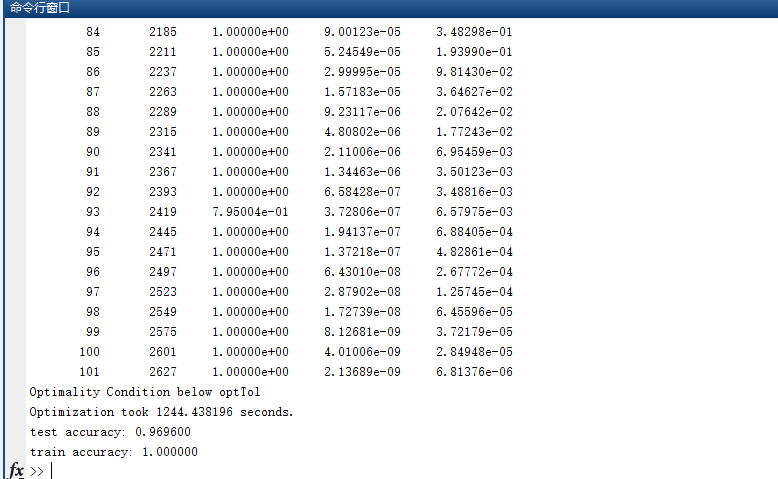 命令行窗口
84 2185 1.00000e+00 9.00123e-05 3.48298e-01
85 2211 1.00000e+00 5.24549e-05 1.93990e-01
86 2237 1.00000e+00 2.99995e-05 9.81430e-02
87 2263 1.00000e+00 1.57183e-05 3.64627e-02
88 2289 1.00000e+00 9.23117e-06 2.07642e-02
89 2315 1.00000e+00 4.80802e-06 1.77243e-02
90 2341 1.00000e+00 2.11006e-06 6.95459e-03
91 2367 1.00000e+00 1.34463e-06 3.50123e-03
92 2393 1.00000e+00 6.58428e-07 3.48816e-03
93 2419 7.95004e-01 3.72806e-07 6.57975e-03
94 2445 1.00000e+00 1.94137e-07 6.88405e-04
95 2471 1.00000e+00 1.37218e-07 4.82861e-04
96 2497 1.00000e+00 6.43010e-08 2.67772e-04
97 2523 1.00000e+00 2.87902e-08 1.25745e-04
98 2549 1.00000e+00 1.72739e-08 6.45596e-05
99 2575 1.00000e+00 8.12681e-09 3.72179e-05
100 2601 1.00000e+00 4.01006e-09 2.84948e-05
101 2627 1.00000e+00 2.13689e-09 6.81376e-06
Optimality Condition below optTol
Optimization took 1244.438196 seconds.
test accuracy: 0.969600
train accuracy: 1.000000
fx >>